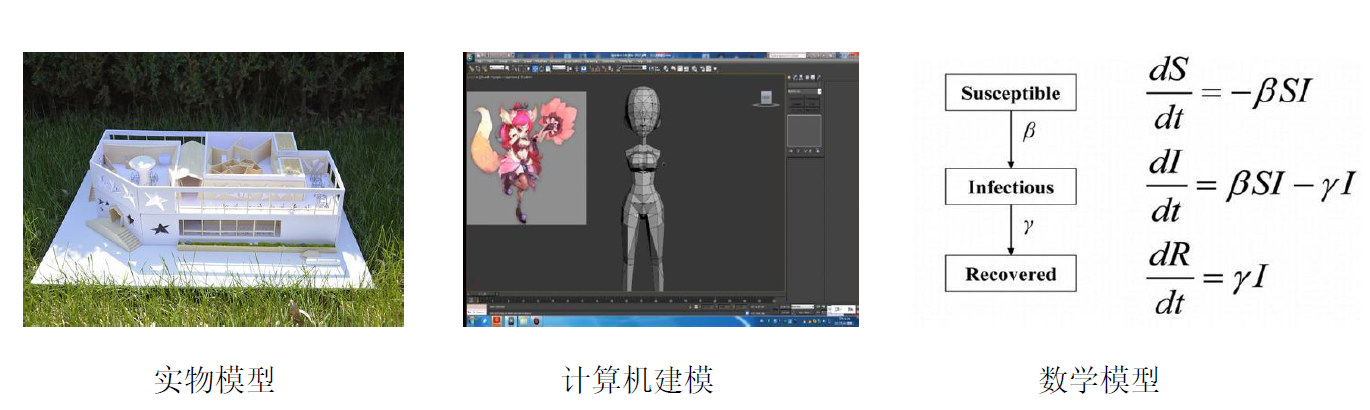 Susceptible
β
Infectious
γ
Recovered
dS/dt = -βSI
dI/dt = βSI - γI
dR/dt = γI
实物模型
计算机建模
数学模型